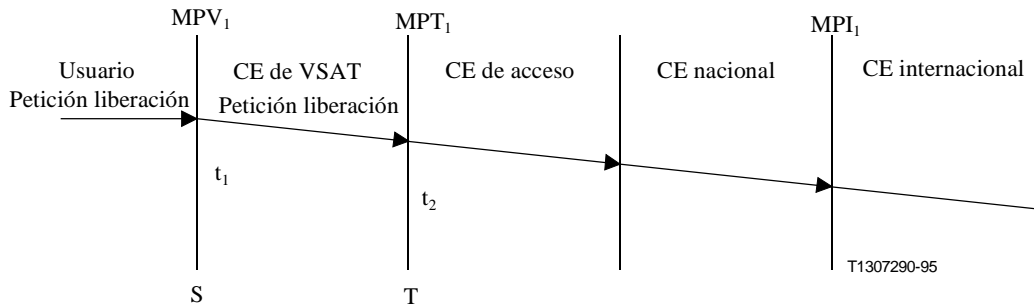 MPV1 MPT1 MPI1
Usuario CE de VSAT CE de acceso CE nacional CE internacional
Petición liberación Petición liberación
t1 t2
T1307290-95
S T